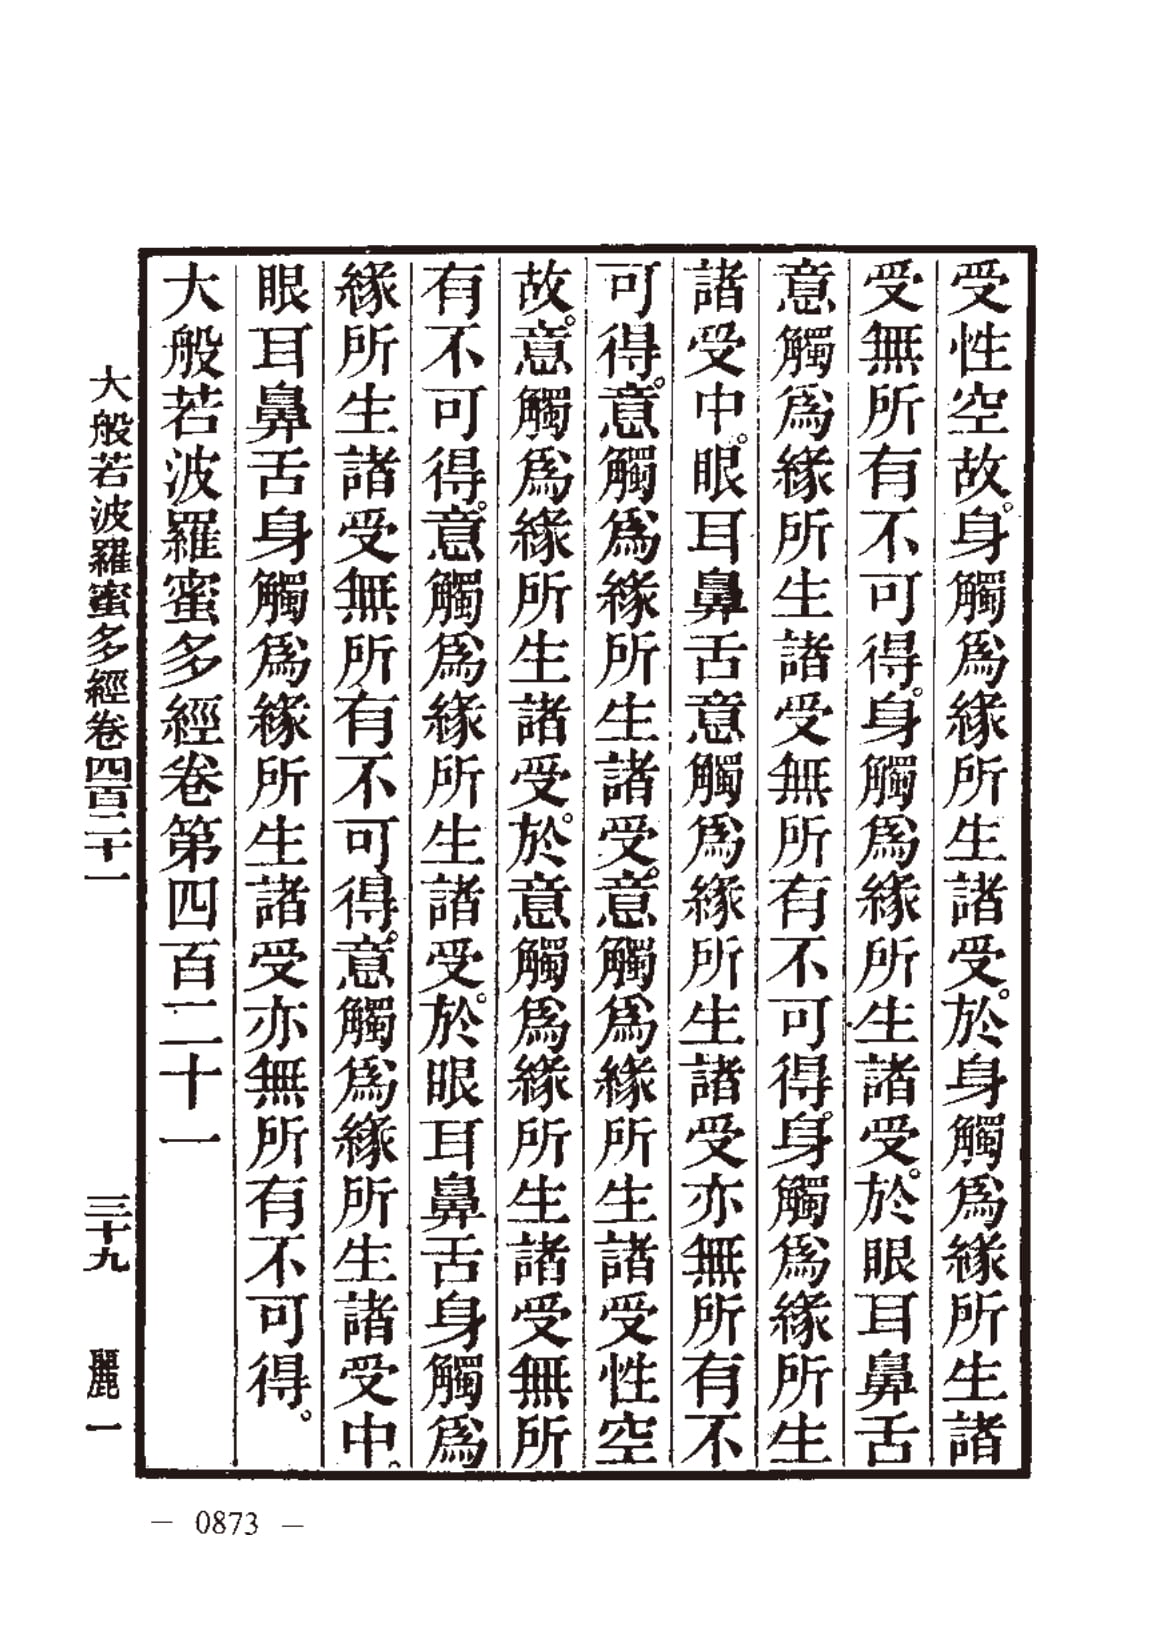 受性空故。身觸爲緣所生諸受。於身觸爲緣所生諸
受無所有不可得。身觸爲緣所生諸受。於眼耳鼻舌
意觸爲緣所生諸受無所有不可得。身觸爲緣所生
諸受中。眼耳鼻舌意觸爲緣所生諸受亦無所有不
可得。意觸爲緣所生諸受。意觸爲緣所生諸受性空
故。意觸爲緣所生諸受。於意觸爲緣所生諸受無所
有不可得。意觸爲緣所生諸受。於眼耳鼻舌身觸爲
緣所生諸受無所有不可得。意觸爲緣所生諸受中。
眼耳鼻舌身觸爲緣所生諸受亦無所有不可得。
大般若波羅蜜多經卷第四百二十一
大般若波羅蜜多經卷四百二十一 三十九 麗一
— 0873 —